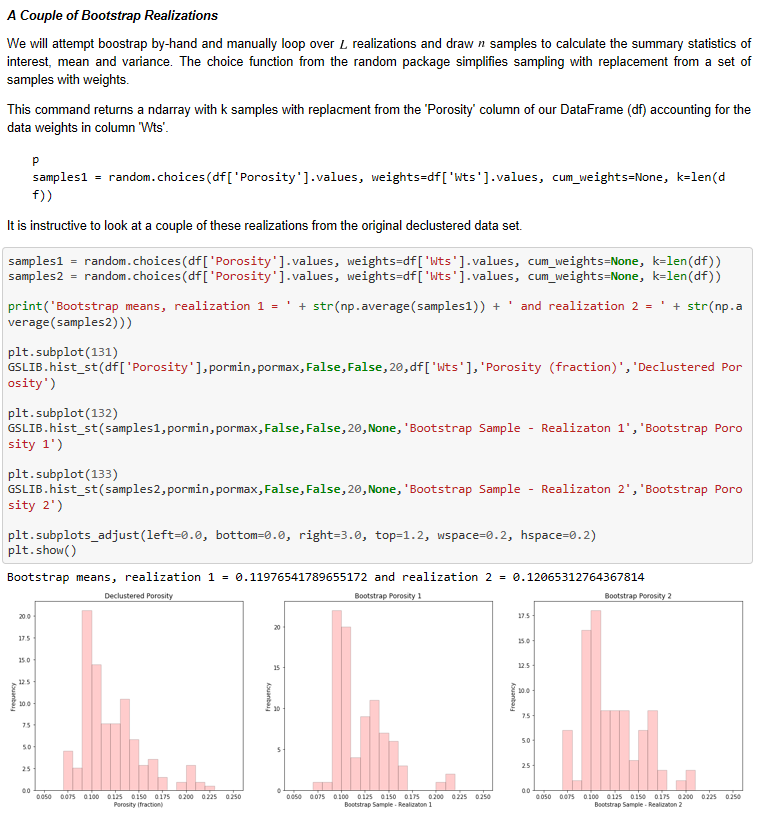 A Couple of Bootstrap Realizations
We will attempt boostrap by-hand and manually loop over L realizations and draw n samples to calculate the summary statistics of
interest, mean and variance. The choice function from the random package simplifies sampling with replacement from a set of
samples with weights.
This command returns a ndarray with k samples with replacment from the 'Porosity' column of our DataFrame (df) accounting for the
data weights in column 'Wts'.
p
samples1 = random.choices(df['Porosity'].values, weights=df['Wts'].values, cum_weights=None, k=len(d
f))
It is instructive to look at a couple of these realizations from the original declustered data set.
samples1 = random.choices(df['Porosity'].values, weights=df['Wts'].values, cum_weights=None, k=len(df))
samples2 = random.choices(df['Porosity'].values, weights=df['Wts'].values, cum_weights=None, k=len(df))
print('Bootstrap means, realization 1 = ' + str(np.average(samples1)) + ' and realization 2 = ' + str(np.a
verage(samples2)))
plt.subplot(131)
GSLIB.hist_st(df['Porosity'],pormin,pormax,False,False,20,df['Wts'],'Porosity (fraction)','Declustered Por
osity')
plt.subplot(132)
GSLIB.hist_st(samples1,pormin,pormax,False,False,20,None,'Bootstrap Sample - Realizaton 1','Bootstrap Poro
sity 1')
plt.subplot(133)
GSLIB.hist_st(samples2,pormin,pormax,False,False,20,None,'Bootstrap Sample - Realizaton 2','Bootstrap Poro
sity 2')
plt.subplots_adjust(left=0.0, bottom=0.0, right=3.0, top=1.2, wspace=0.2, hspace=0.2)
plt.show()
Bootstrap means, realization 1 = 0.11976541789655172 and realization 2 = 0.12065312764367814
Declustered Porosity
20.0
17.5
15.0
12.5
10.0
7.5
5.0
2.5
0.0
Frequency
0.050 0.075 0.100 0.125 0.150 0.175 0.200 0.225 0.250
Porosity (fraction)
Bootstrap Porosity 1
20
15
10
5
0
Frequency
0.050 0.075 0.100 0.125 0.150 0.175 0.200 0.225 0.250
Bootstrap Sample - Realizaton 1
Bootstrap Porosity 2
17.5
15.0
12.5
10.0
7.5
5.0
2.5
0.0
Frequency
0.050 0.075 0.100 0.125 0.150 0.175 0.200 0.225 0.250
Bootstrap Sample - Realizaton 2